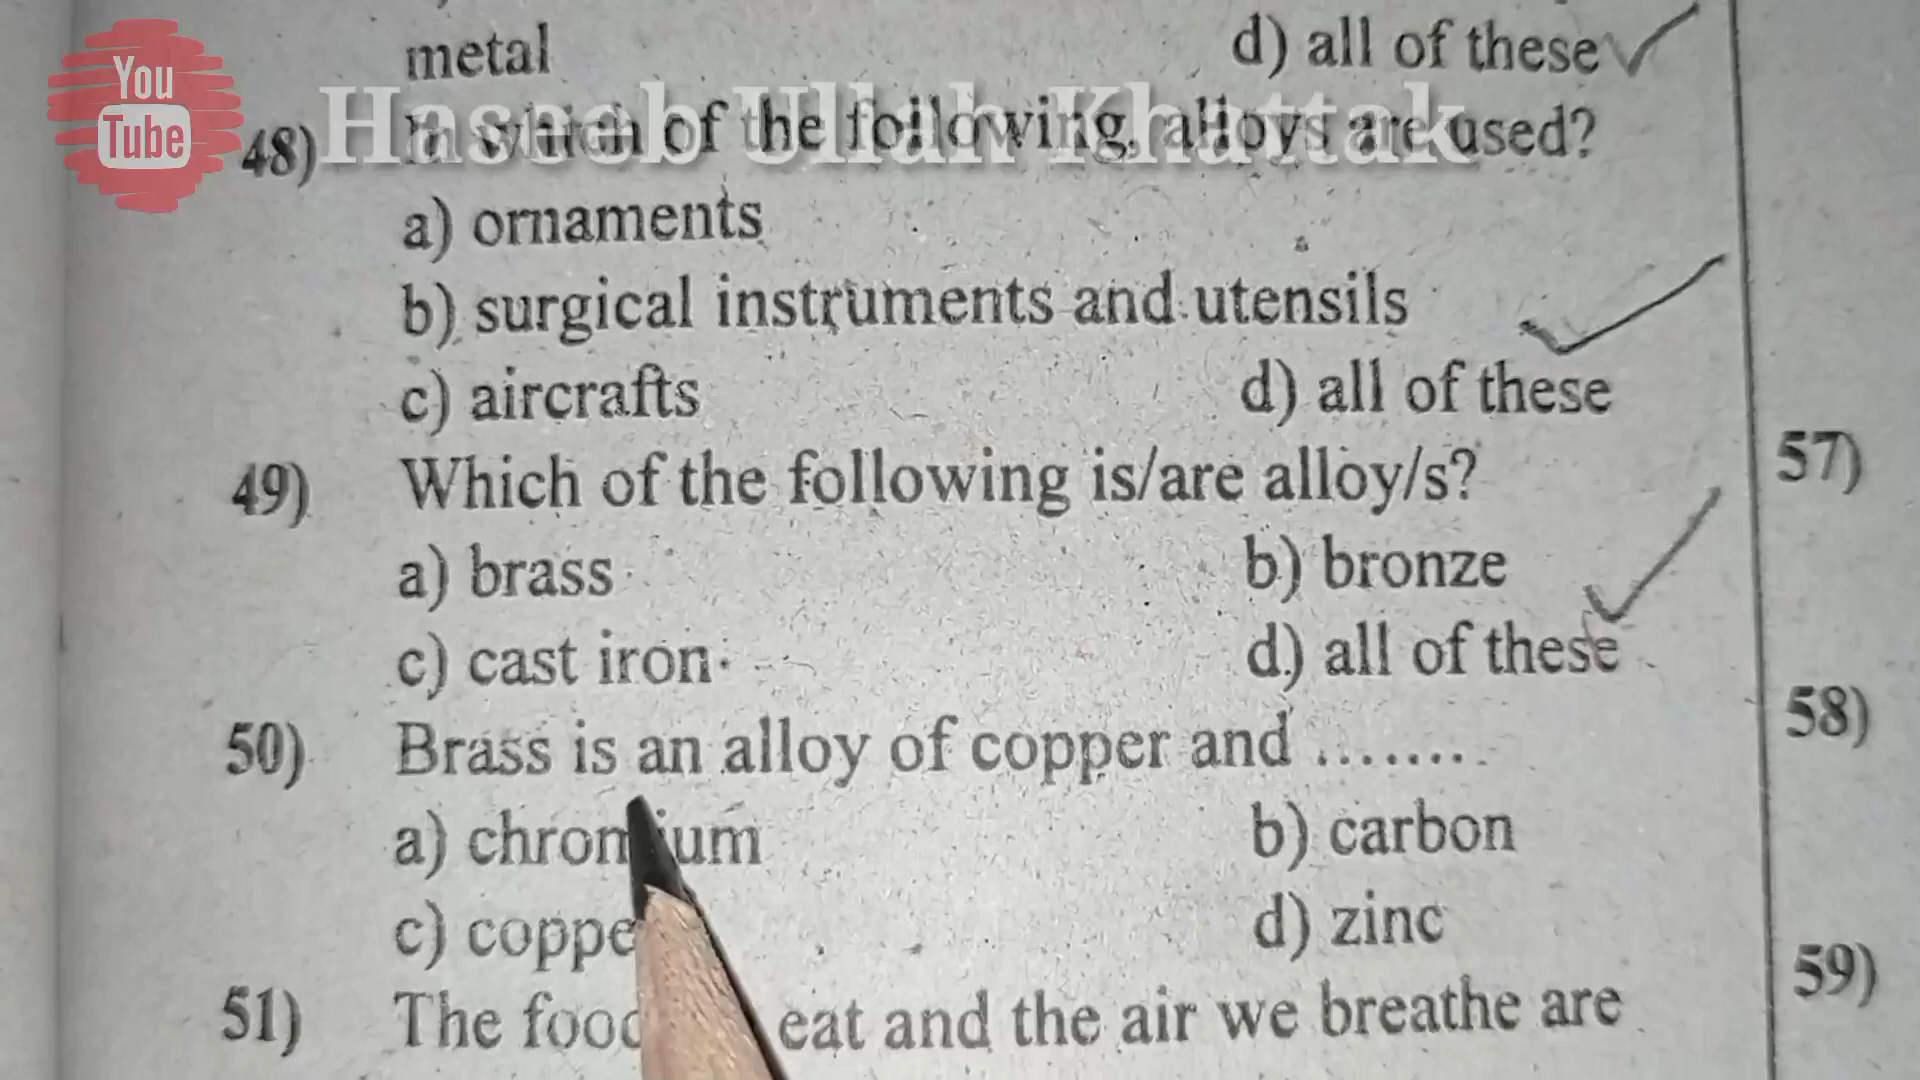 You
Tube
Haseeb Ullah Khattak
metal
d) all of these
48) In which of the following, alloys are used?
a) ornaments
b) surgical instruments and utensils
c) aircrafts d) all of these
49) Which of the following is/are alloy/s?
a) brass b) bronze
c) cast iron d) all of these
50) Brass is an alloy of copper and ........
a) chromium b) carbon
c) coppe d) zinc
51) The food eat and the air we breathe are
57)
58)
59)